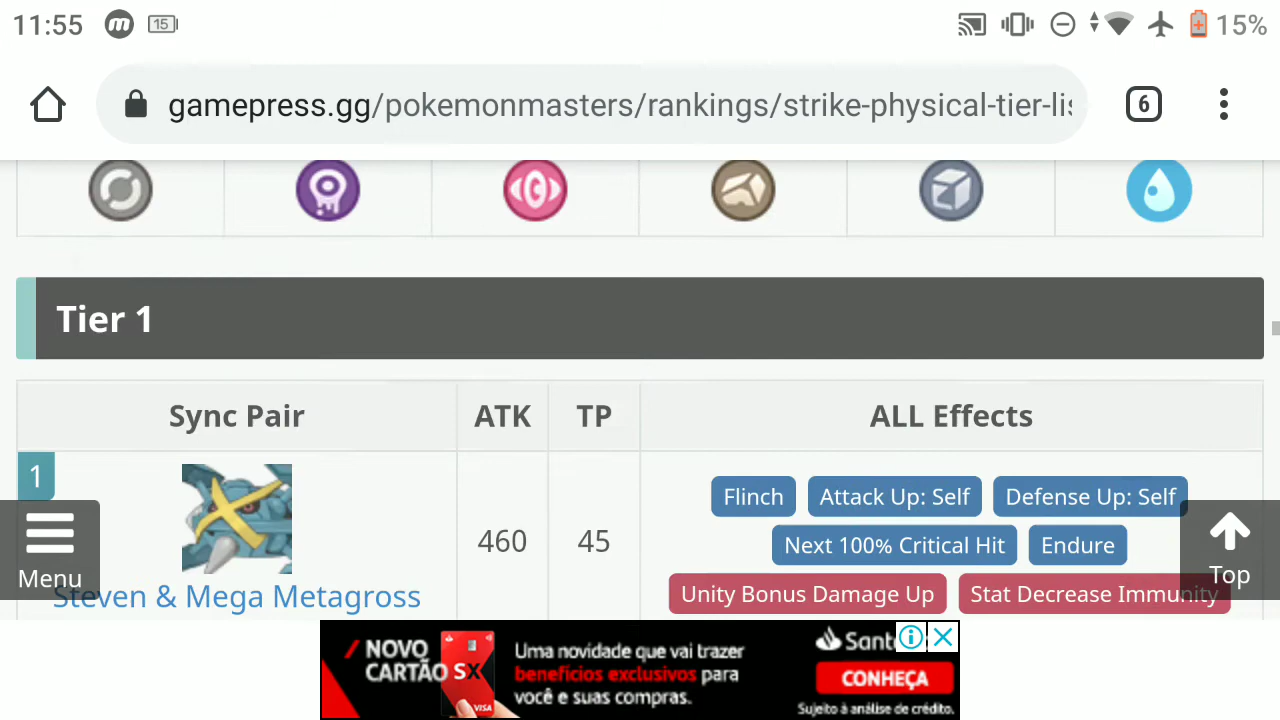 11:55
15
15%
gamepress.gg/pokemonmasters/rankings/strike-physical-tier-lis
6
Tier 1
Sync Pair ATK TP ALL Effects
1
Flinch Attack Up: Self Defense Up: Self
460 45
Next 100% Critical Hit Endure
Menu
Top
Steven & Mega Metagross
Unity Bonus Damage Up Stat Decrease Immunity
NOVO
CARTÃO SX
VISA
Uma novidade que vai trazer
benefícios exclusivos para
você e suas compras.
Santa
CONHEÇA
Sujeito à análise de crédito.